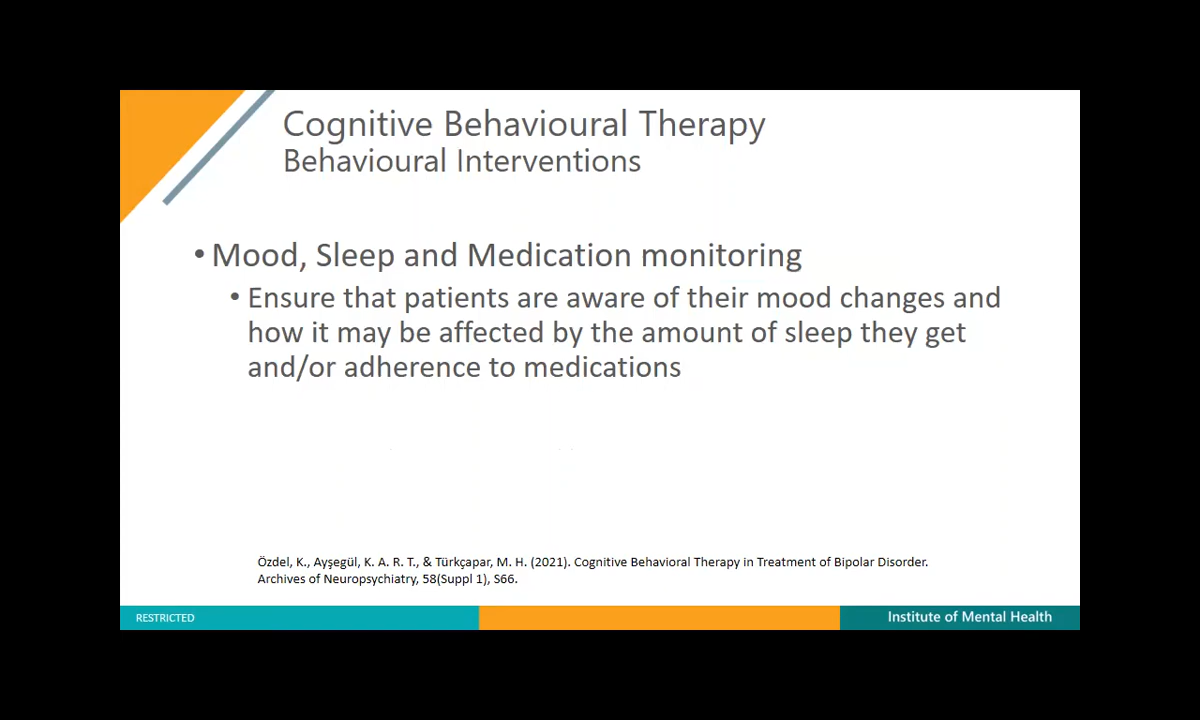 Cognitive Behavioural Therapy
Behavioural Interventions
• Mood, Sleep and Medication monitoring
• Ensure that patients are aware of their mood changes and
how it may be affected by the amount of sleep they get
and/or adherence to medications
Özdel, K., Ayşegül, K. A. R. T., & Türkçapar, M. H. (2021). Cognitive Behavioral Therapy in Treatment of Bipolar Disorder.
Archives of Neuropsychiatry, 58(Suppl 1), S66.
RESTRICTED
Institute of Mental Health